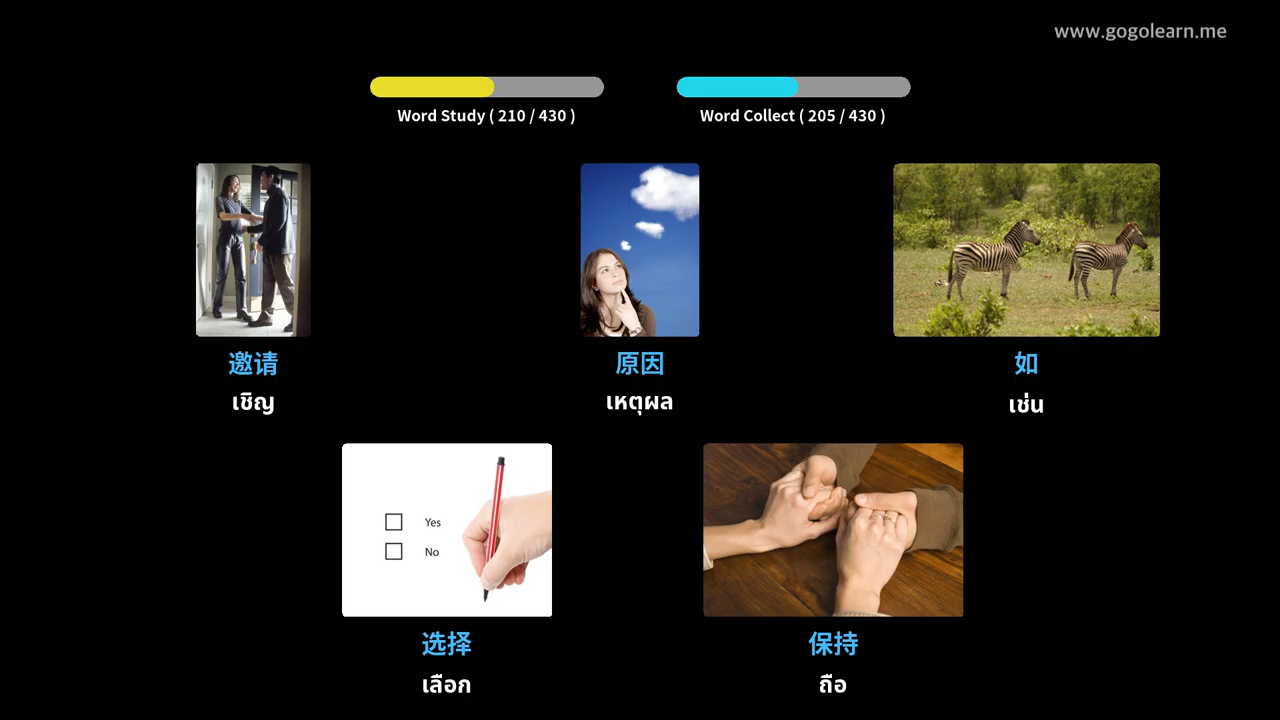 www.gogolearn.me
Word Study ( 210 / 430 )
Word Collect ( 205 / 430 )
邀请
เชิญ
原因
เหตุผล
如
เช่น
Yes
No
选择
เลือก
保持
ถือ